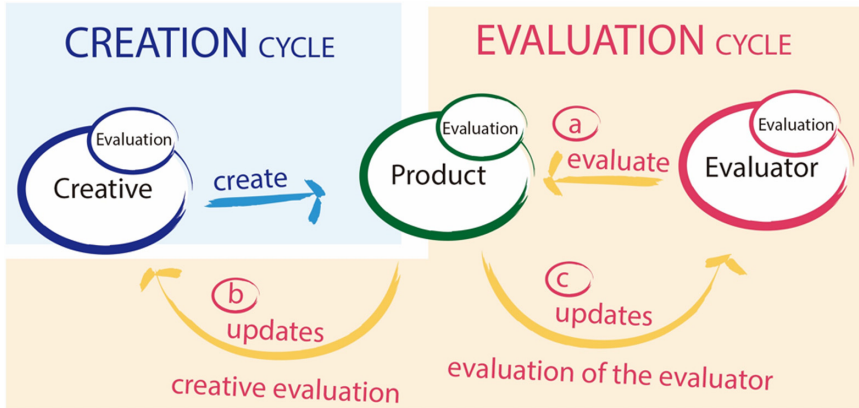 CREATION CYCLE
EVALUATION CYCLE
Evaluation
Creative
create
Evaluation
Product
a
evaluate
Evaluation
Evaluator
b
updates
creative evaluation
c
updates
evaluation of the evaluator